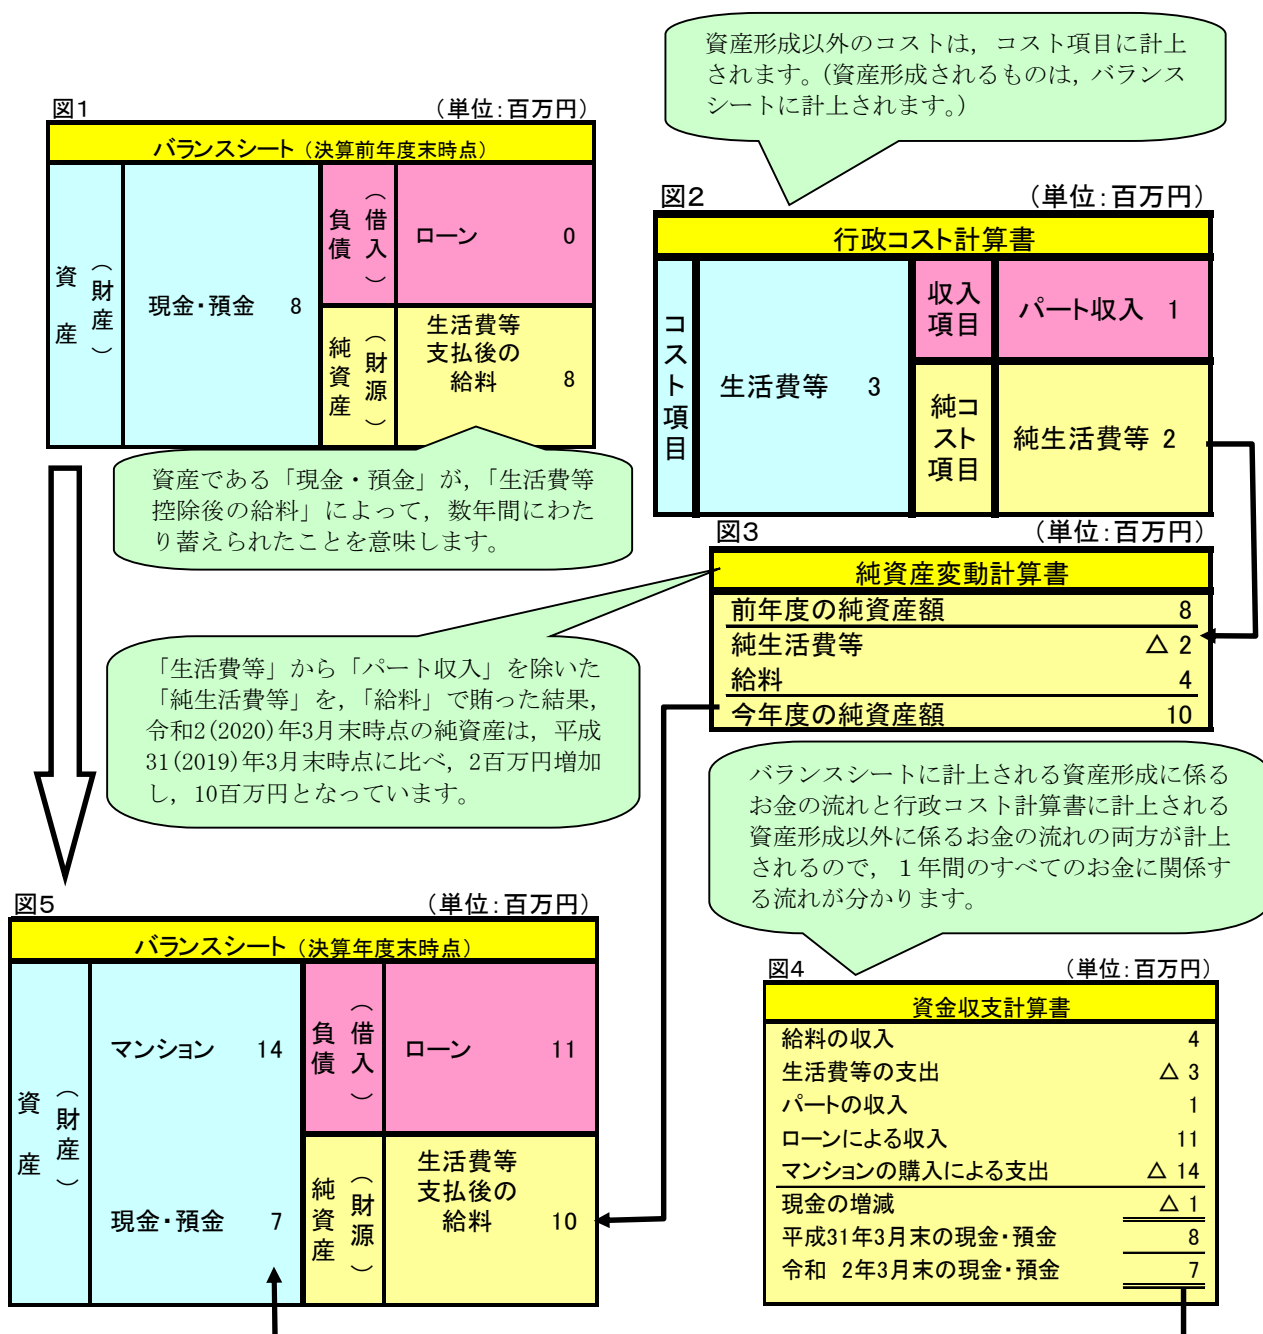 資産形成以外のコストは，コスト項目に計上
されます。(資産形成されるものは，バランス
シートに計上されます。)
図1 （単位：百万円）
バランスシート（決算前年度末時点）
資産（財産）
現金・預金 8
負債（借入）
ローン 0
純資産（財源）
生活費等
支払後の
給料 8
資産である「現金・預金」が，「生活費等
控除後の給料」によって，数年間にわた
り蓄えられたことを意味します。
図2 （単位：百万円）
行政コスト計算書
コスト項目
生活費等 3
収入
項目
パート収入 1
純コ
スト
項目
純生活費等 2
図3 （単位：百万円）
純資産変動計算書
前年度の純資産額 8
純生活費等 △ 2
給料 4
今年度の純資産額 10
「生活費等」から「パート収入」を除いた
「純生活費等」を，「給料」で賄った結果，
令和2(2020)年3月末時点の純資産は，平成
31(2019)年3月末時点に比べ，2百万円増加
し，10百万円となっています。
バランスシートに計上される資産形成に係る
お金の流れと行政コスト計算書に計上される
資産形成以外に係るお金の流れの両方が計上
されるので，１年間のすべてのお金に関係す
る流れが分かります。
図5 （単位：百万円）
バランスシート（決算年度末時点）
資産（財産）
マンション 14
現金・預金 7
負債（借入）
ローン 11
純資産（財源）
生活費等
支払後の
給料 10
図4 （単位：百万円）
資金収支計算書
給料の収入 4
生活費等の支出 △ 3
パートの収入 1
ローンによる収入 11
マンションの購入による支出 △ 14
現金の増減 △ 1
平成31年3月末の現金・預金 8
令和 2年3月末の現金・預金 7